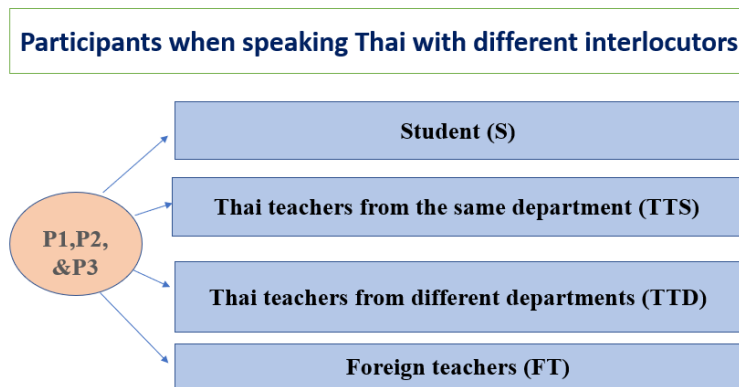 Participants when speaking Thai with different interlocutors
Student (S)
Thai teachers from the same department (TTS)
P1,P2,
&P3
Thai teachers from different departments (TTD)
Foreign teachers (FT)